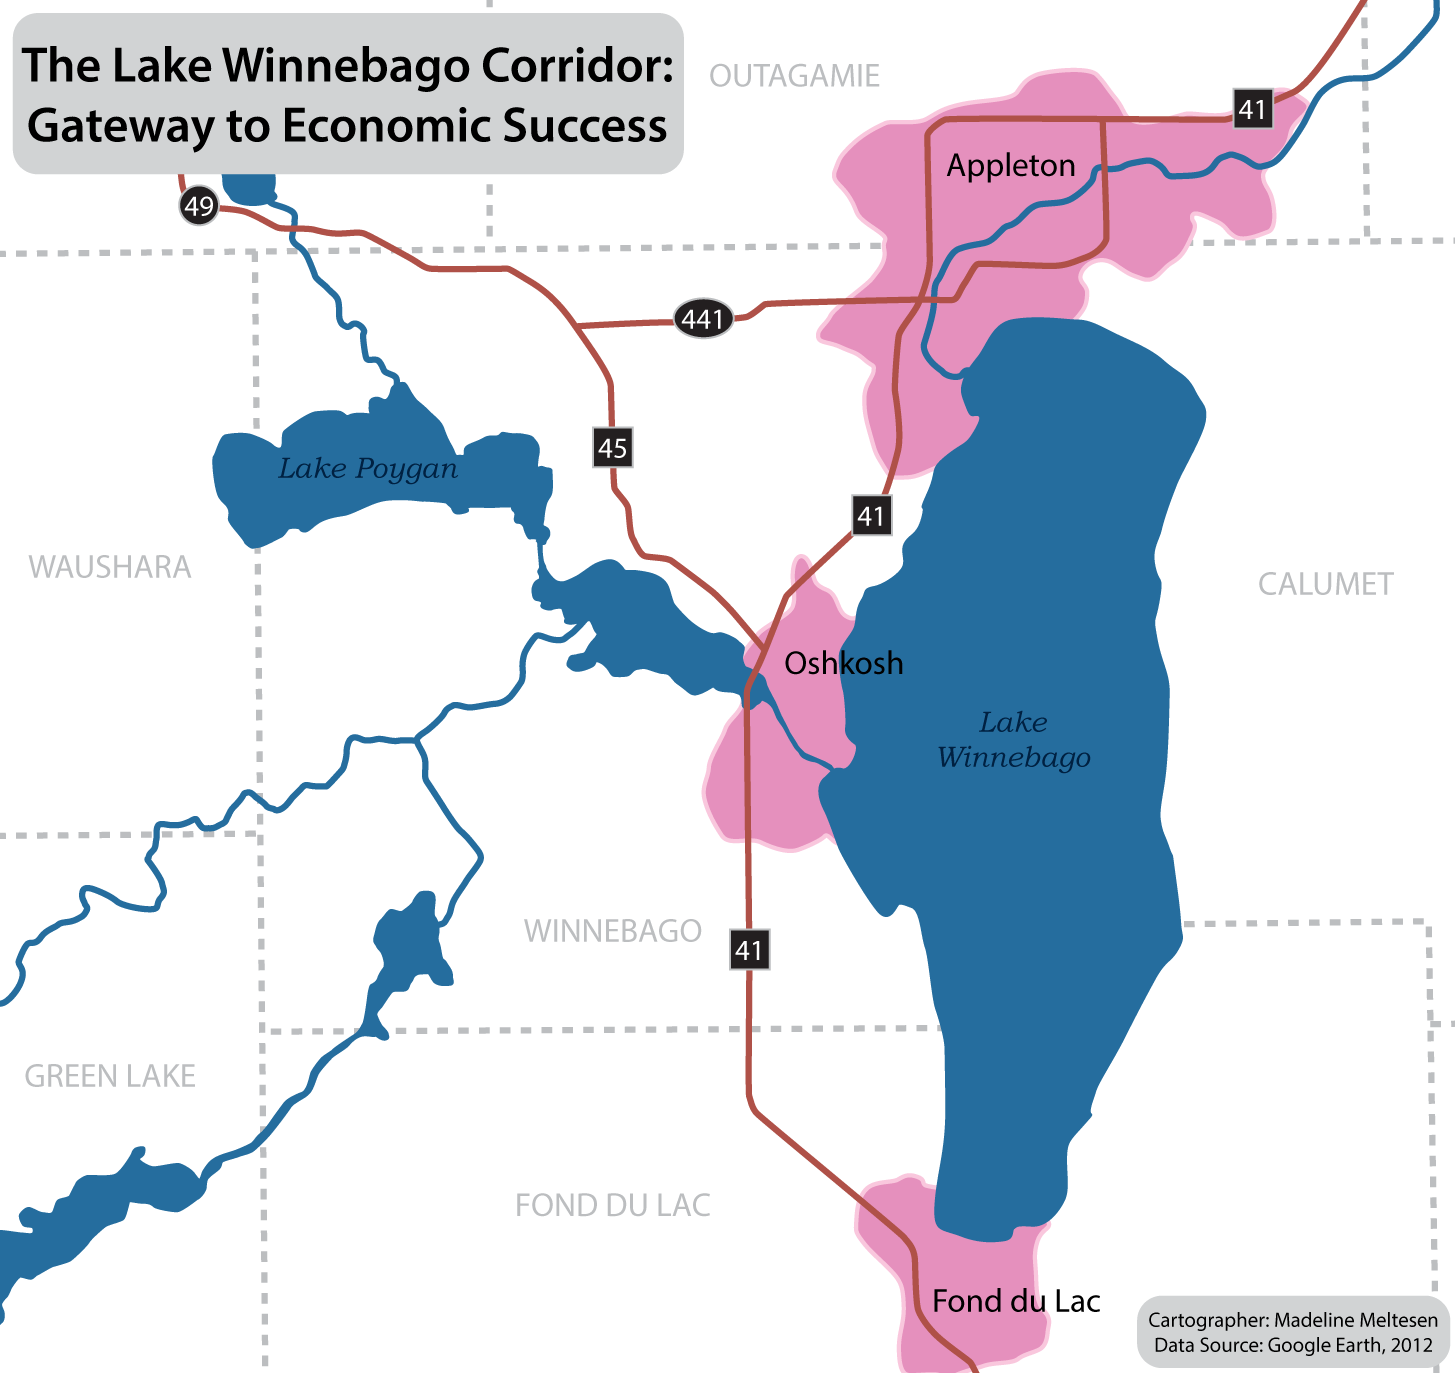 The Lake Winnebago Corridor:
Gateway to Economic Success
OUTAGAMIE
41
Appleton
49
441
45
Lake Poygan
41
WAUSHARA
CALUMET
Oshkosh
Lake
Winnebago
WINNEBAGO
41
GREEN LAKE
FOND DU LAC
Fond du Lac
Cartographer: Madeline Meltesen
Data Source: Google Earth, 2012